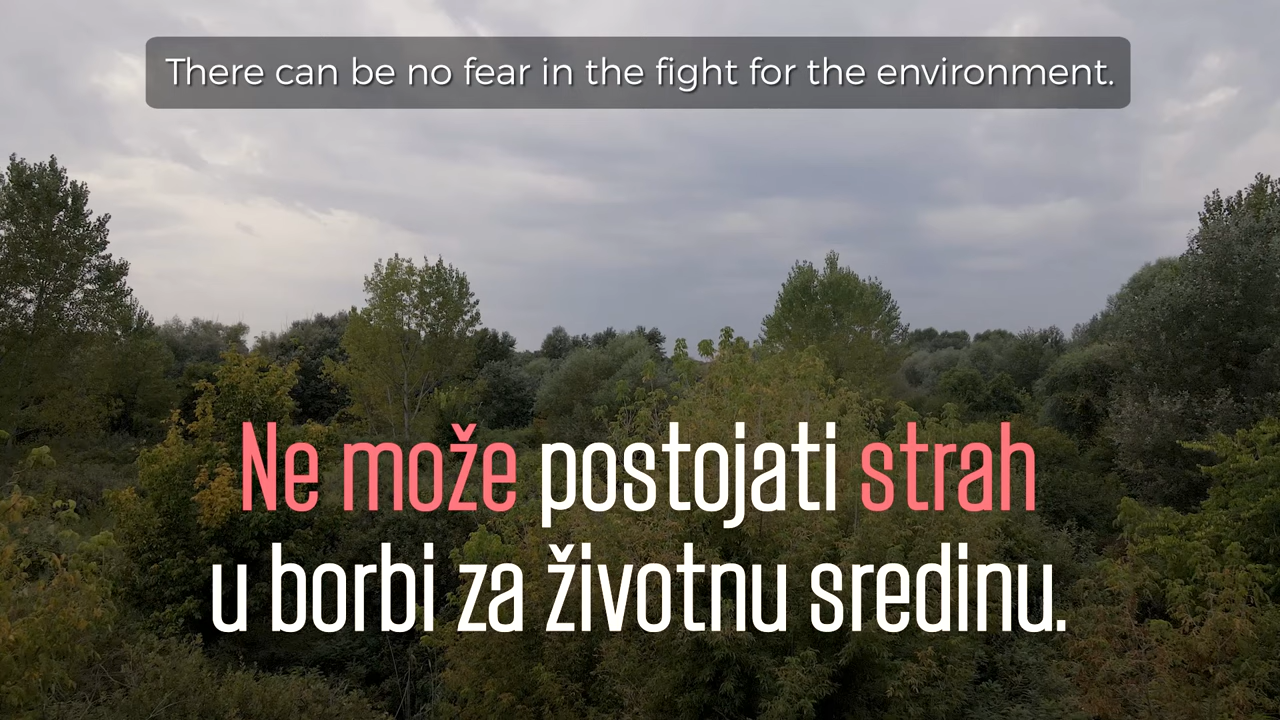 There can be no fear in the fight for the environment.
Ne može postojati strah
u borbi za životnu sredinu.